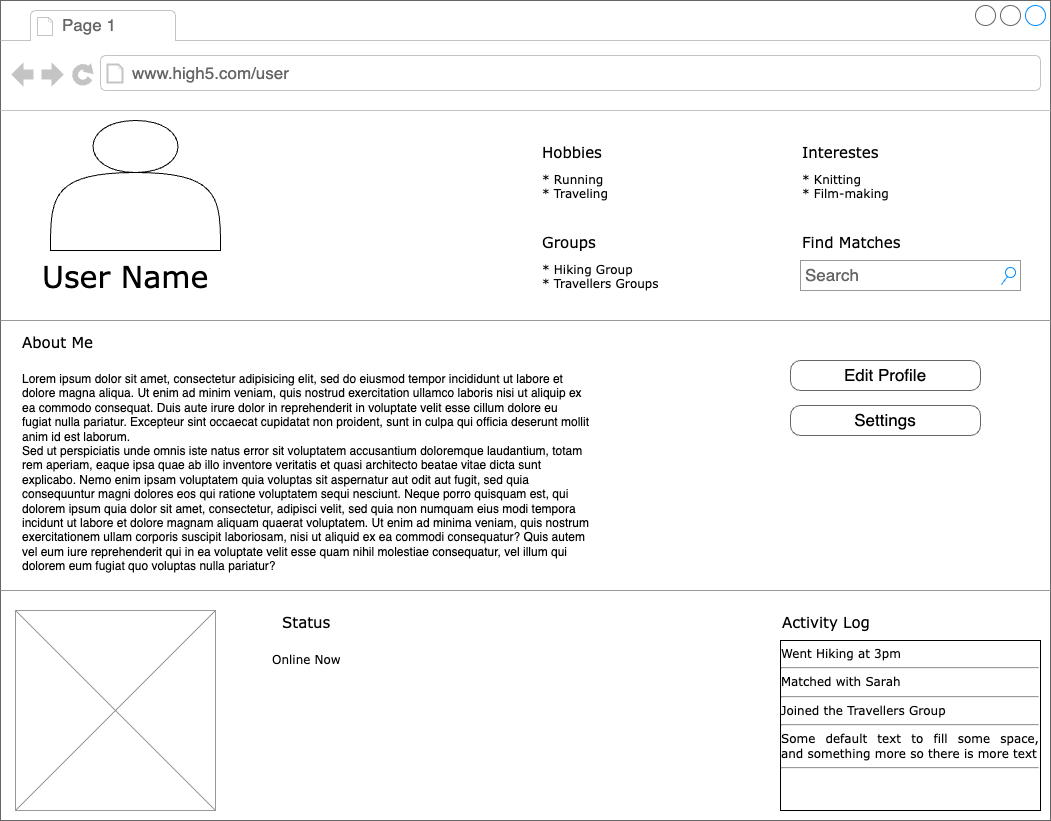 Page 1
www.high5.com/user
User Name
Hobbies
* Running
* Traveling
Interestes
* Knitting
* Film-making
Groups
* Hiking Group
* Travellers Groups
Find Matches
Search
About Me
Lorem ipsum dolor sit amet, consectetur adipisicing elit, sed do eiusmod tempor incididunt ut labore et
dolore magna aliqua. Ut enim ad minim veniam, quis nostrud exercitation ullamco laboris nisi ut aliquip ex
ea commodo consequat. Duis aute irure dolor in reprehenderit in voluptate velit esse cillum dolore eu
fugiat nulla pariatur. Excepteur sint occaecat cupidatat non proident, sunt in culpa qui officia deserunt mollit
anim id est laborum.
Sed ut perspiciatis unde omnis iste natus error sit voluptatem accusantium doloremque laudantium, totam
rem aperiam, eaque ipsa quae ab illo inventore veritatis et quasi architecto beatae vitae dicta sunt
explicabo. Nemo enim ipsam voluptatem quia voluptas sit aspernatur aut odit aut fugit, sed quia
consequuntur magni dolores eos qui ratione voluptatem sequi nesciunt. Neque porro quisquam est, qui
dolorem ipsum quia dolor sit amet, consectetur, adipisci velit, sed quia non numquam eius modi tempora
incidunt ut labore et dolore magnam aliquam quaerat voluptatem. Ut enim ad minima veniam, quis nostrum
exercitationem ullam corporis suscipit laboriosam, nisi ut aliquid ex ea commodi consequatur? Quis autem
vel eum iure reprehenderit qui in ea voluptate velit esse quam nihil molestiae consequatur, vel illum qui
dolorem eum fugiat quo voluptas nulla pariatur?
Edit Profile
Settings
Status
Online Now
Activity Log
Went Hiking at 3pm
Matched with Sarah
Joined the Travellers Group
Some default text to fill some space,
and something more so there is more text